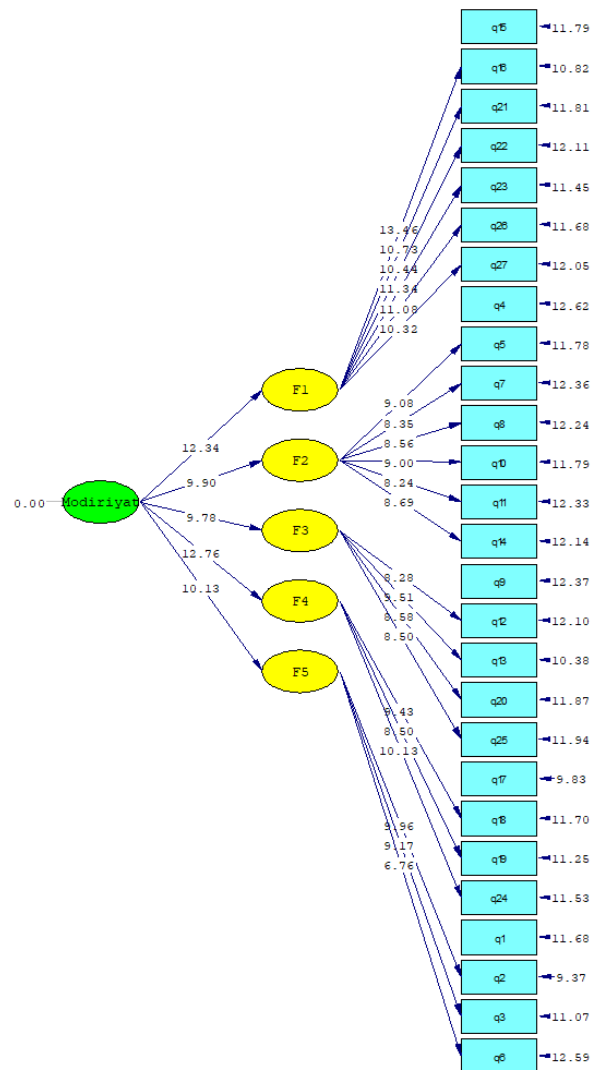 q15 11.79
q16 10.82
q21 11.81
q22 12.11
q23 11.45
13.46
q26 11.68
10.73
10.44
q27 12.05
11.34
11.08
q4 12.62
10.32
q5 11.78
F1
q7 12.36
9.08
8.35
q8 12.24
8.56
12.34
9.00
F2
q10 11.79
8.24
9.90
8.69
0.00 Modiriyat
q11 12.33
9.78
F3
q14 12.14
12.76
8.28
q9 12.37
10.13
9.51
F4
8.58
q12 12.10
8.50
q13 10.38
F5
q20 11.87
9.43
8.50
q25 11.94
10.13
q17 9.83
q18 11.70
9.96
9.17
q19 11.25
6.76
q24 11.53
q1 11.68
q2 9.37
q3 11.07
q6 12.59